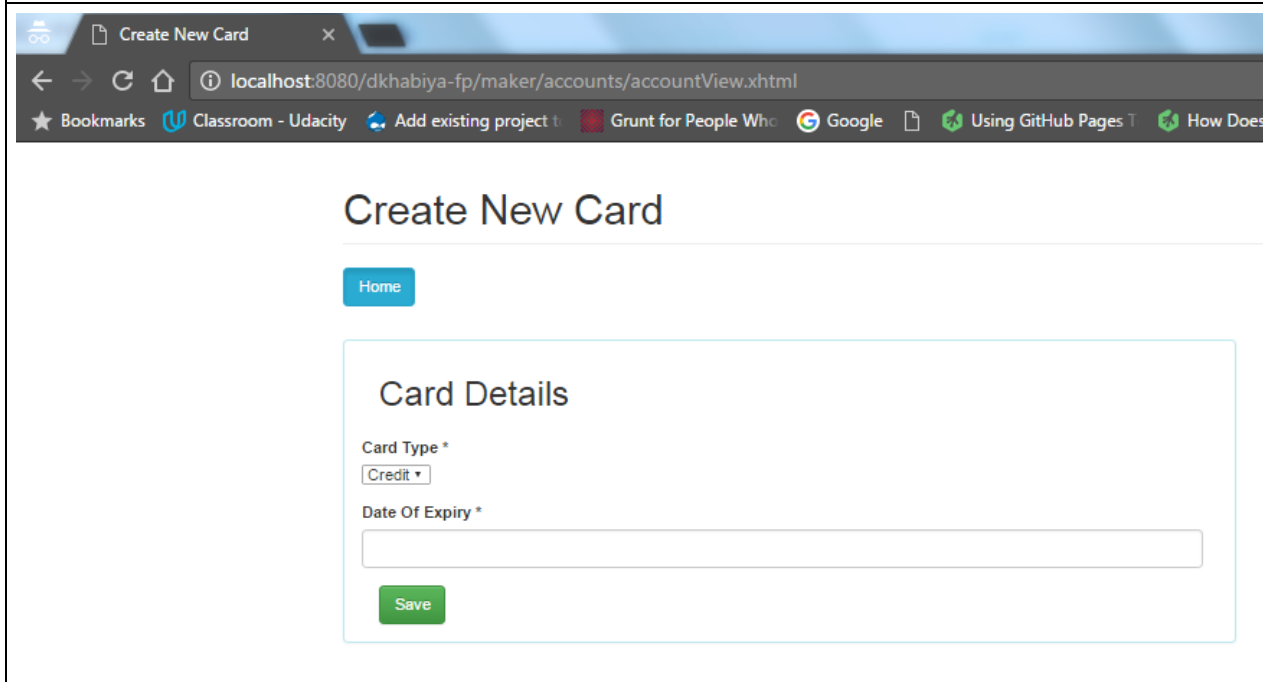 Create New Card
localhost:8080/dkhabiya-fp/maker/accounts/accountView.xhtml
Bookmarks Classroom - Udacity Add existing project t Grunt for People Who Google Using GitHub Pages T How Does
Create New Card
Home
Card Details
Card Type *
Credit
Date Of Expiry *
Save